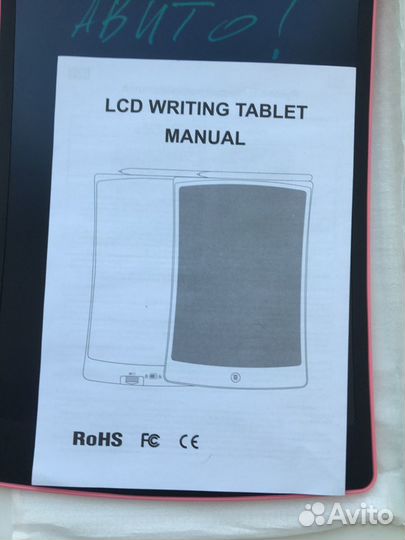 АВИТО!
LCD WRITING TABLET
MANUAL
RoHS FC CE
Avito